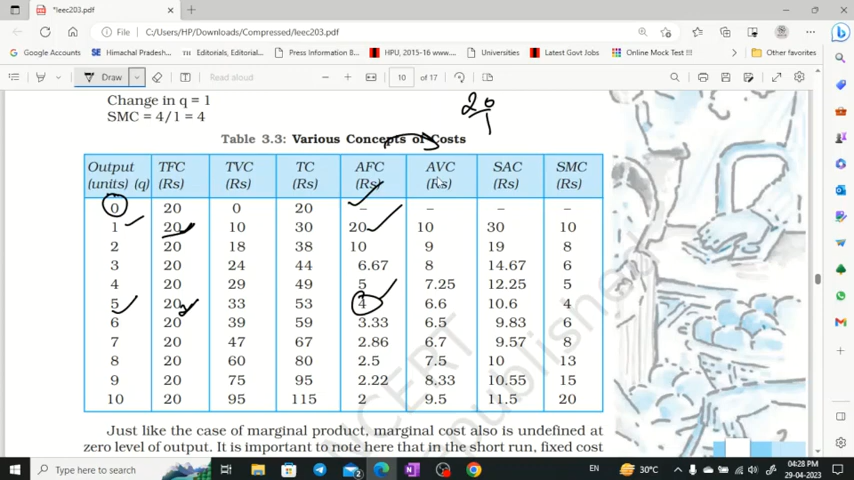 *leec203.pdf
C:/Users/HP/Downloads/Compressed/leec203.pdf
Google Accounts
Himachal Pradesh...
Editorials, Editorial...
Press Information B...
HPU, 2015-16 ww...
Universities
Latest Govt Jobs
Online Mock Test !!!
Other favorites
Draw
Read aloud
10 of 17
Change in q = 1
SMC = 4/1 = 4
20
1
Table 3.3: Various Concepts of Costs
Output TFC TVC TC AFC AVC SAC SMC
(units) (q) (Rs) (Rs) (Rs) (Rs) (Rs) (Rs) (Rs)
0 20 0 20 – – – –
1 20 10 30 20 10 30 10
2 20 18 38 10 9 19 8
3 20 24 44 6.67 8 14.67 6
4 20 29 49 5 7.25 12.25 5
5 20 33 53 4 6.6 10.6 4
6 20 39 59 3.33 6.5 9.83 6
7 20 47 67 2.86 6.7 9.57 8
8 20 60 80 2.5 7.5 10 13
9 20 75 95 2.22 8.33 10.55 15
10 20 95 115 2 9.5 11.5 20
NCERT
Just like the case of marginal product, marginal cost also is undefined at
zero level of output. It is important to note here that in the short run, fixed cost
Type here to search
2
EN
30°C
04:28 PM
29-04-2023